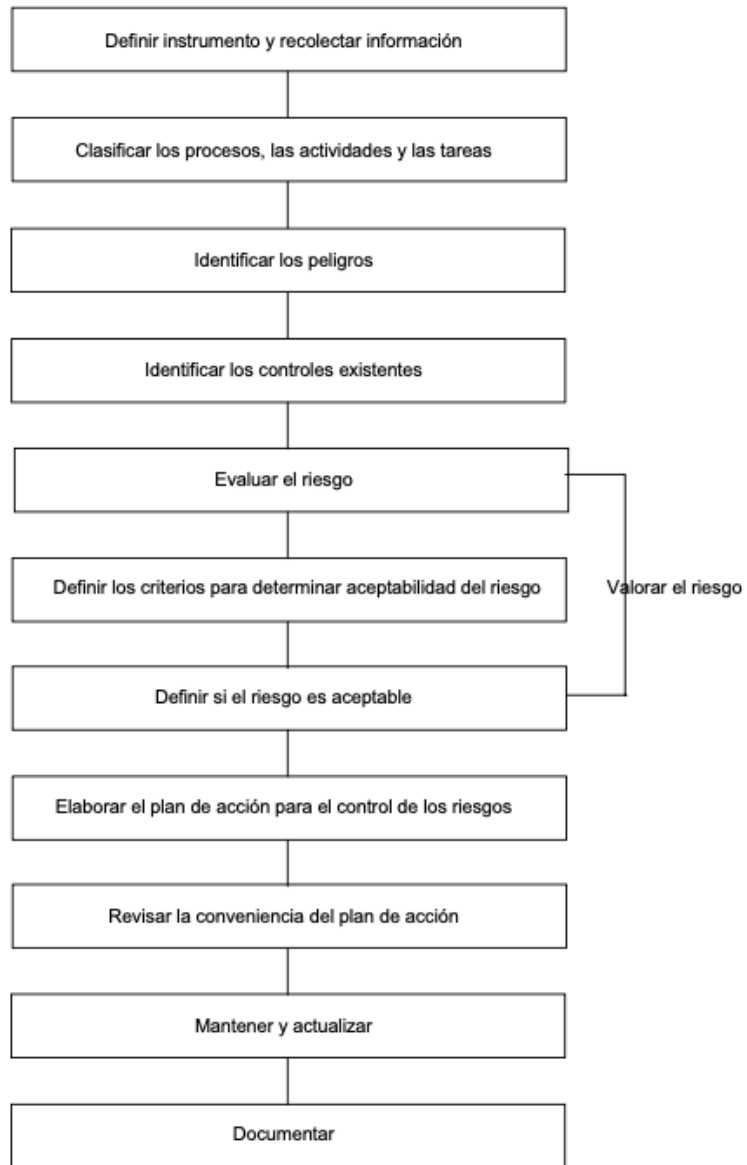 Definir instrumento y recolectar información
Clasificar los procesos, las actividades y las tareas
Identificar los peligros
Identificar los controles existentes
Evaluar el riesgo
Definir los criterios para determinar aceptabilidad del riesgo
Valorar el riesgo
Definir si el riesgo es aceptable
Elaborar el plan de acción para el control de los riesgos
Revisar la conveniencia del plan de acción
Mantener y actualizar
Documentar